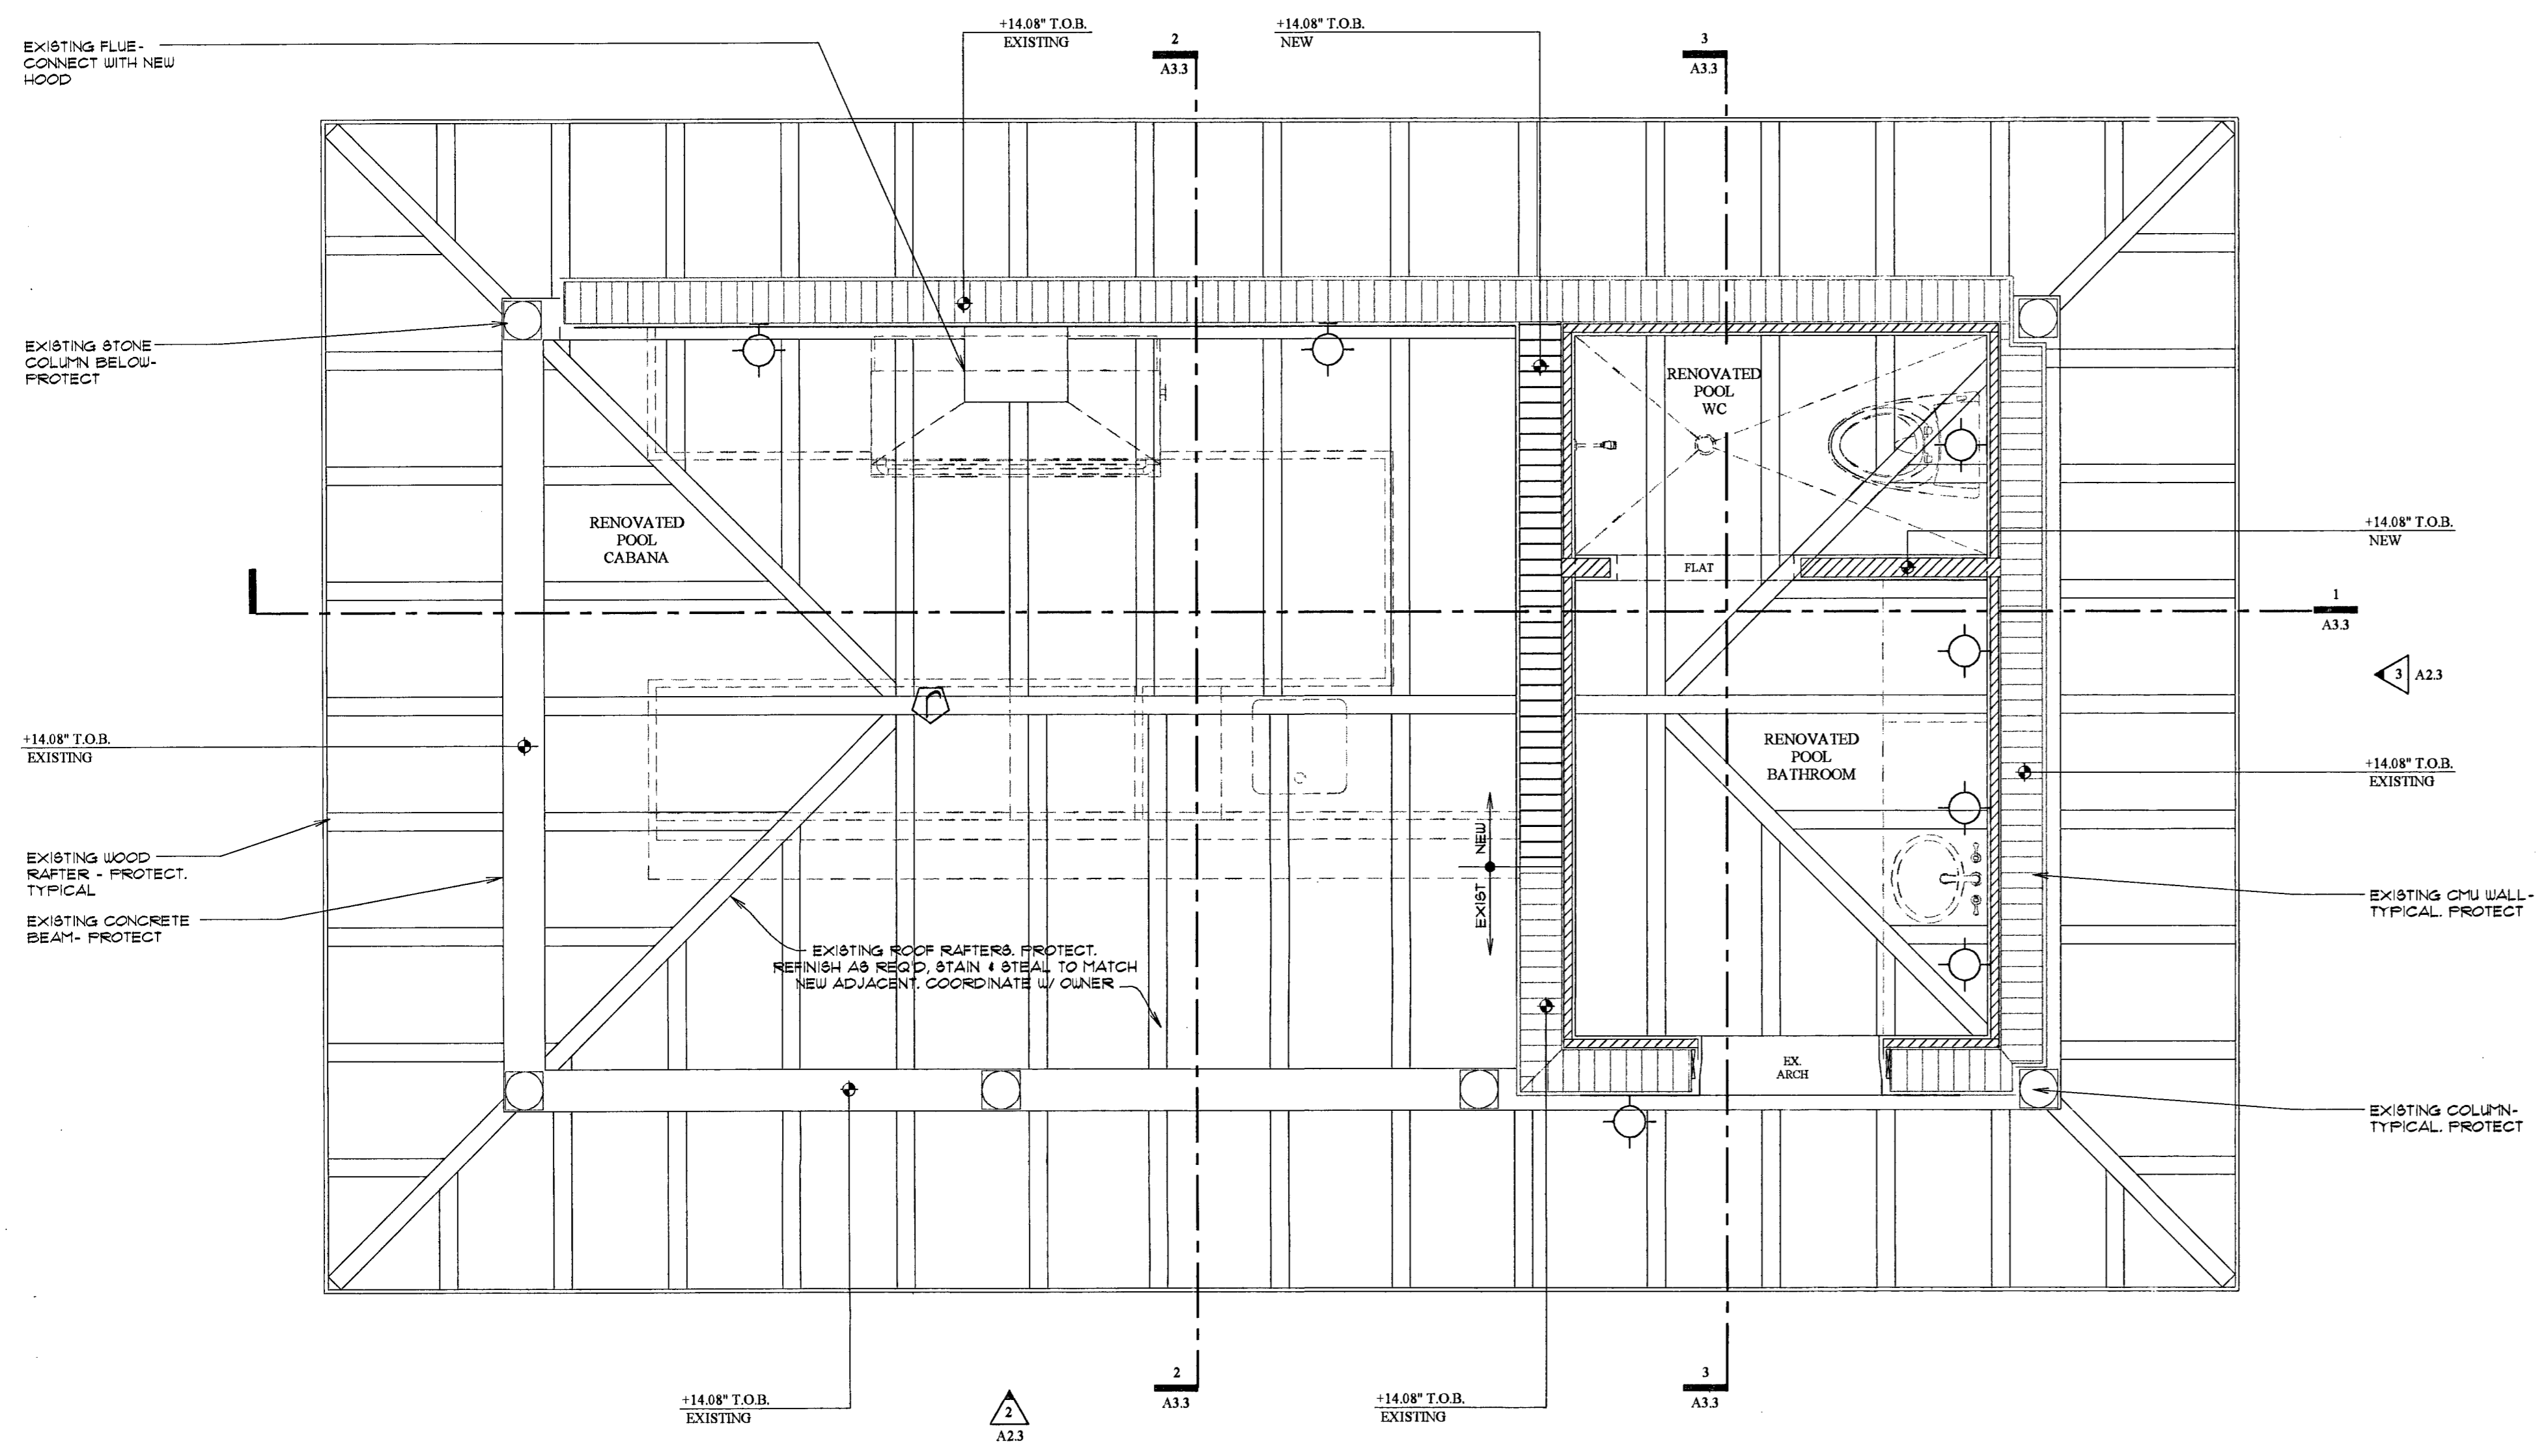 +14.08" T.O.B.
EXISTING
+14.08" T.O.B.
NEW
2
A3.3
3
A3.3
EXISTING FLUE-
CONNECT WITH NEW
HOOD
EXISTING STONE
COLUMN BELOW-
PROTECT
RENOVATED
POOL
WC
RENOVATED
POOL
CABANA
+14.08" T.O.B.
NEW
FLAT
1
A3.3
3
A2.3
+14.08" T.O.B.
EXISTING
RENOVATED
POOL
BATHROOM
+14.08" T.O.B.
EXISTING
NEW
EXIST
EXISTING WOOD
RAFTER - PROTECT.
TYPICAL
EXISTING CONCRETE
BEAM- PROTECT
EXISTING CMU WALL-
TYPICAL. PROTECT
EXISTING ROOF RAFTERS. PROTECT.
REFINISH AS REQ'D, STAIN & STEAL TO MATCH
NEW ADJACENT. COORDINATE W/ OWNER
EX.
ARCH
EXISTING COLUMN-
TYPICAL. PROTECT
+14.08" T.O.B.
EXISTING
2
A2.3
2
A3.3
+14.08" T.O.B.
EXISTING
3
A3.3